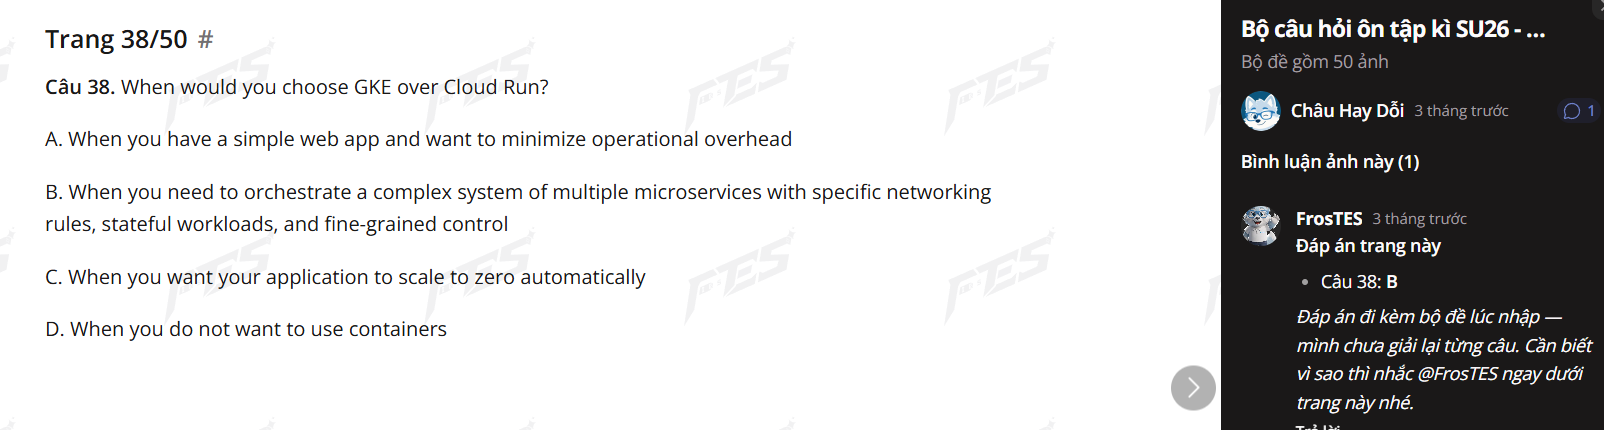 Trang 38/50 #
Câu 38. When would you choose GKE over Cloud Run?
A. When you have a simple web app and want to minimize operational overhead
B. When you need to orchestrate a complex system of multiple microservices with specific networking
rules, stateful workloads, and fine-grained control
C. When you want your application to scale to zero automatically
D. When you do not want to use containers
Bộ câu hỏi ôn tập kì SU26 - ...
Bộ đề gồm 50 ảnh
Châu Hay Dỗi 3 tháng trước 1
Bình luận ảnh này (1)
FrosTES 3 tháng trước
Đáp án trang này
• Câu 38: B
Đáp án đi kèm bộ đề lúc nhập —
mình chưa giải lại từng câu. Cần biết
vì sao thì nhắc @FrosTES ngay dưới
trang này nhé.
Trả lời